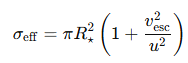 σ_eff = πR_⋆^2 (1 + v_esc^2 / u^2)